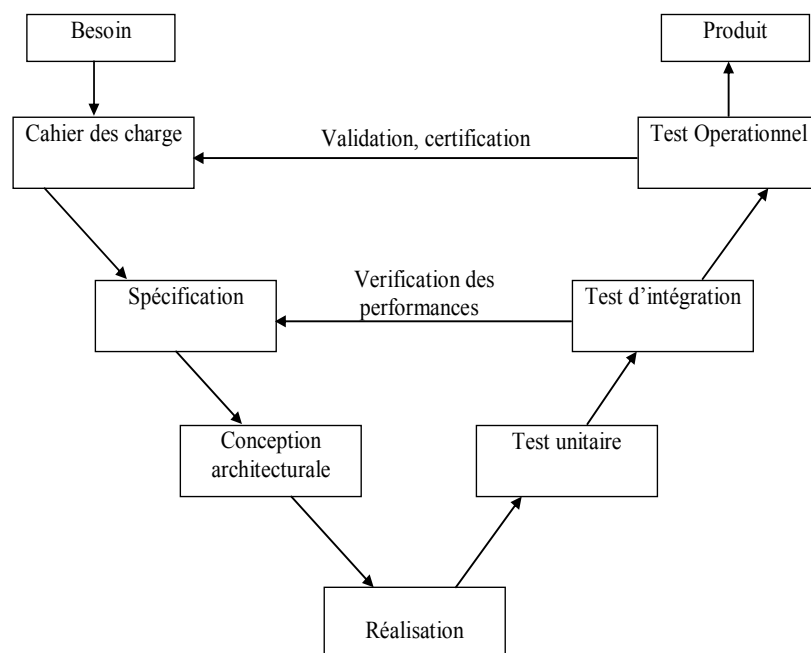 Besoin
Produit
Cahier des charge
Validation, certification
Test Operationnel
Spécification
Verification des
performances
Test d’intégration
Conception
architecturale
Test unitaire
Réalisation